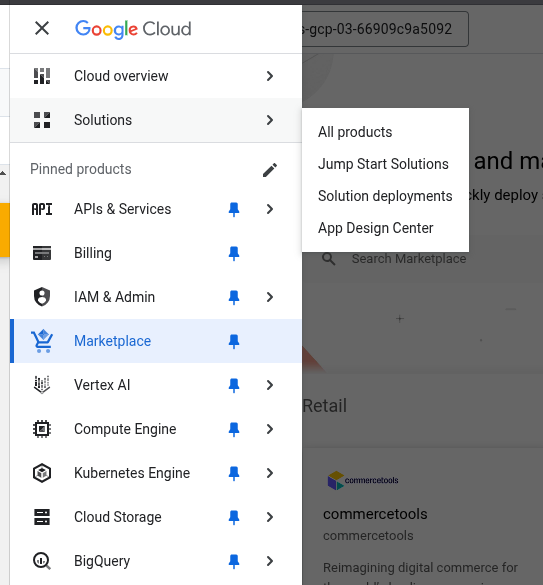 Google Cloud
s-gcp-03-66909c9a5092
Cloud overview
Solutions
All products
Jump Start Solutions
Solution deployments
App Design Center
and ma
ckly deploy
Search Marketplace
Pinned products
API APIs & Services
Billing
IAM & Admin
Marketplace
Vertex AI
Compute Engine
Kubernetes Engine
Cloud Storage
BigQuery
Retail
commercetools
commercetools
commercetools
Reimagining digital commerce for